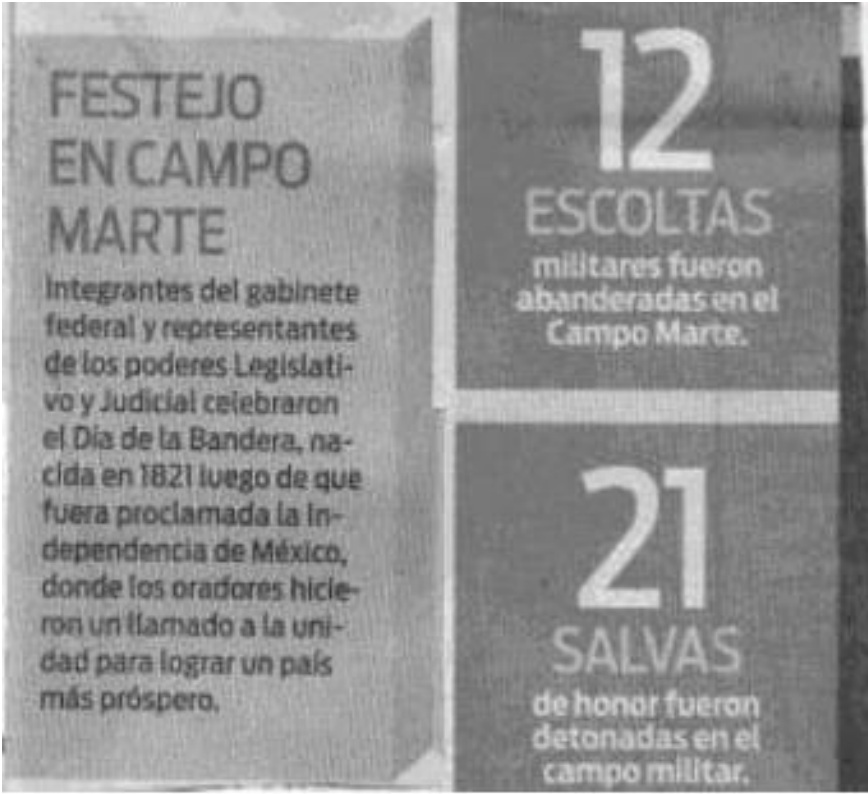 FESTEJO
EN CAMPO
MARTE
Integrantes del gabinete
federal y representantes
de los poderes Legislati-
vo y Judicial celebraron
el Día de la Bandera, na-
cida en 1821 luego de que
fuera proclamada la In-
dependencia de México,
donde los oradores hicie-
ron un llamado a la uni-
dad para lograr un país
más próspero.
12
ESCOLTAS
militares fueron
abanderadas en el
Campo Marte.
21
SALVAS
de honor fueron
detonadas en el
campo militar.